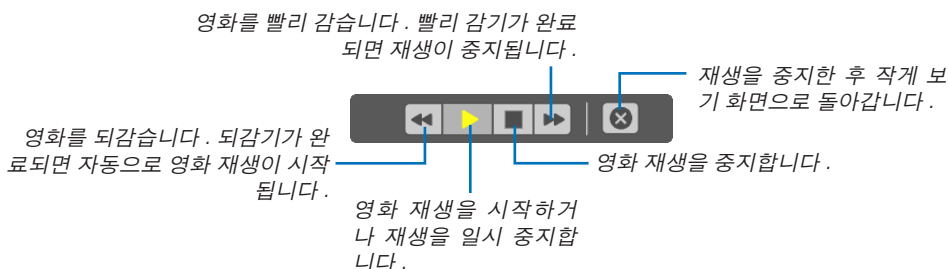 영화를 빨리 감습니다 . 빨리 감기가 완료
되면 재생이 중지됩니다 .
재생을 중지한 후 작게 보
기 화면으로 돌아갑니다 .
영화를 되감습니다 . 되감기가 완
료되면 자동으로 영화 재생이 시작
됩니다 .
영화 재생을 중지합니다 .
영화 재생을 시작하거
나 재생을 일시 중지합
니다 .